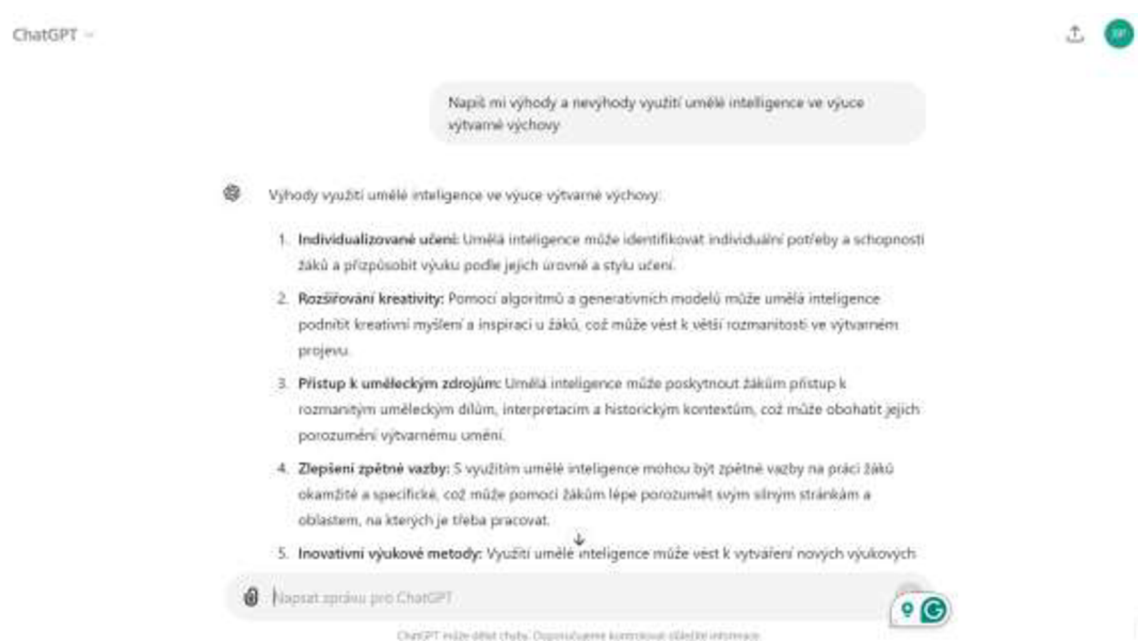 ChatGPT
Napiš mi výhody a nevýhody využití umělé intelligence ve výuce
výtvarné výchovy
Výhody využití umělé inteligence ve výuce výtvarné výchovy:
1. Individualizované učení: Umělá inteligence může identifikovat individuální potřeby a schopnosti
žáků a přizpůsobit výuku podle jejich úrovně a stylu učení.
2. Rozšiřování kreativity: Pomocí algoritmů a generativních modelů může umělá inteligence
podnítit kreativní myšlení a inspiraci u žáků, což může vést k větší rozmanitosti ve výtvarném
projevu.
3. Přístup k uměleckým zdrojům: Umělá inteligence může poskytnout žákům přístup k
rozmanitým uměleckým dílům, interpretacím a historickým kontextům, což může obohatit jejich
porozumění výtvarnému umění.
4. Zlepšení zpětné vazby: S využitím umělé inteligence mohou být zpětné vazby na práci žáků
okamžité a specifické, což může pomoci žákům lépe porozumět svým silným stránkám a
oblastem, na kterých je třeba pracovat.
5. Inovativní výukové metody: Využití umělé inteligence může vést k vytváření nových výukových
Napsat zprávu pro ChatGPT
ChatGPT může dělat chyby. Doporučujeme kontrolovat důležité informace.